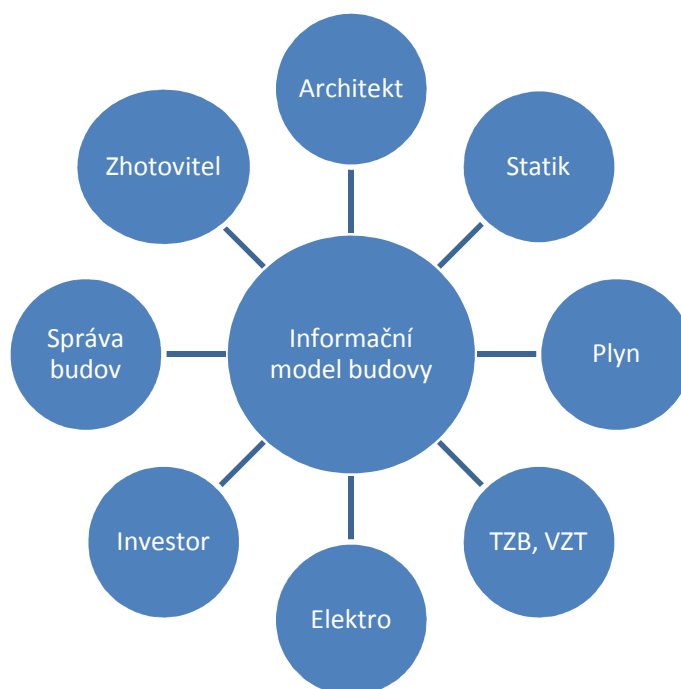 Architekt
Zhotovitel
Statik
Správa
budov
Informační
model budovy
Plyn
Investor
TZB, VZT
Elektro